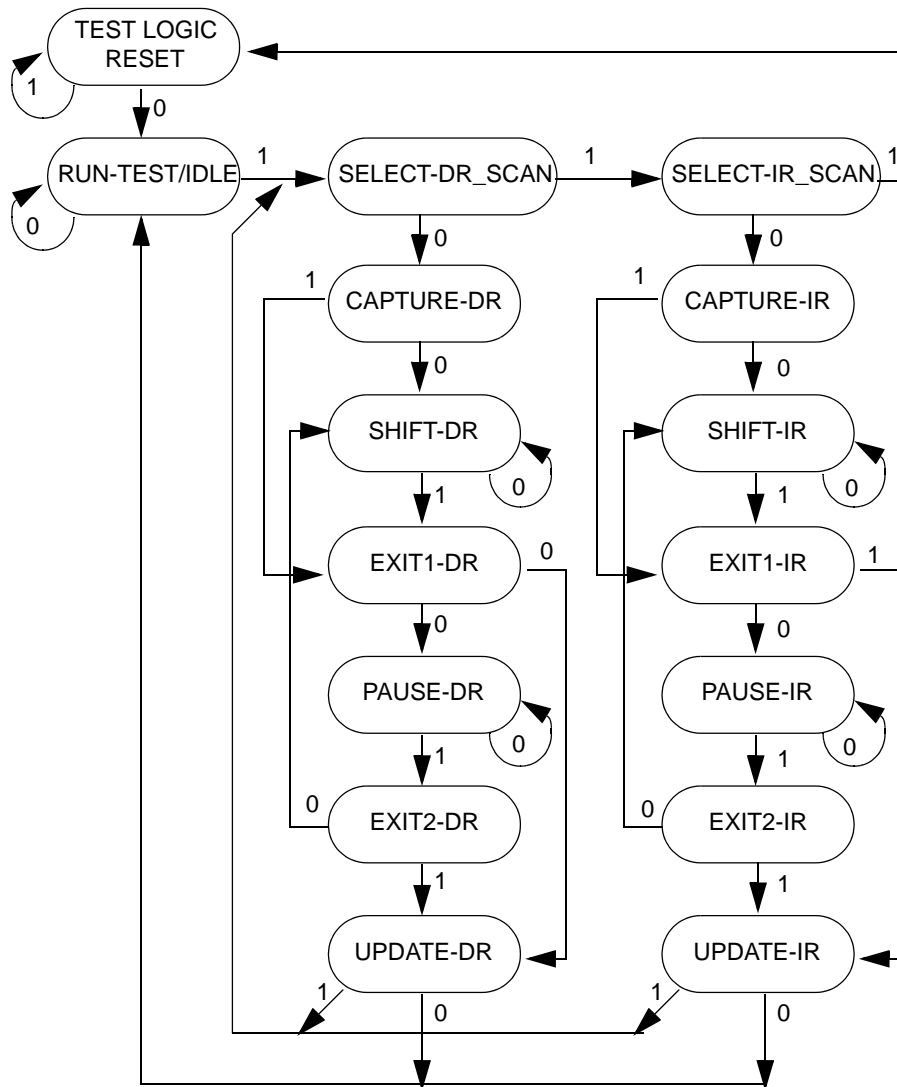 TEST LOGIC
RESET
1
0
RUN-TEST/IDLE
1
SELECT-DR_SCAN
1
SELECT-IR_SCAN
1
0
0
0
1
CAPTURE-DR
1
CAPTURE-IR
0
0
SHIFT-DR
SHIFT-IR
0
0
1
1
EXIT1-DR
0
EXIT1-IR
1
0
0
PAUSE-DR
PAUSE-IR
0
0
1
1
0
EXIT2-DR
0
EXIT2-IR
1
1
UPDATE-DR
UPDATE-IR
1
0
1
0